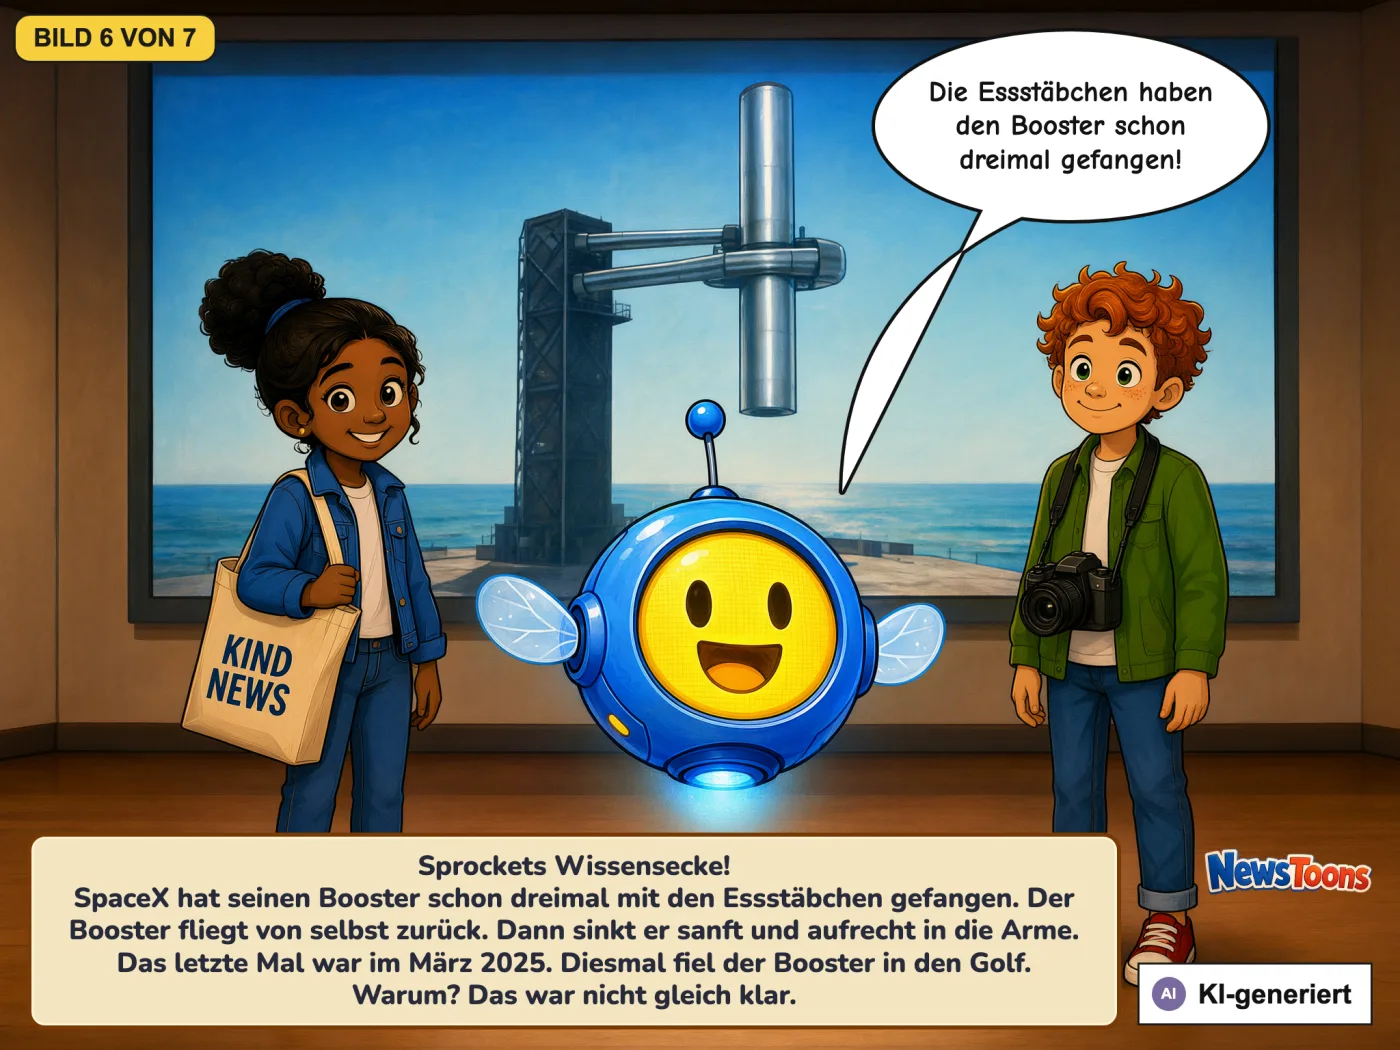 BILD 6 VON 7
Die Essstäbchen haben
den Booster schon
dreimal gefangen!
KIND
NEWS
Sprockets Wissensecke!
SpaceX hat seinen Booster schon dreimal mit den Essstäbchen gefangen. Der
Booster fliegt von selbst zurück. Dann sinkt er sanft und aufrecht in die Arme.
Das letzte Mal war im März 2025. Diesmal fiel der Booster in den Golf.
Warum? Das war nicht gleich klar.
NewsToons
AI KI-generiert